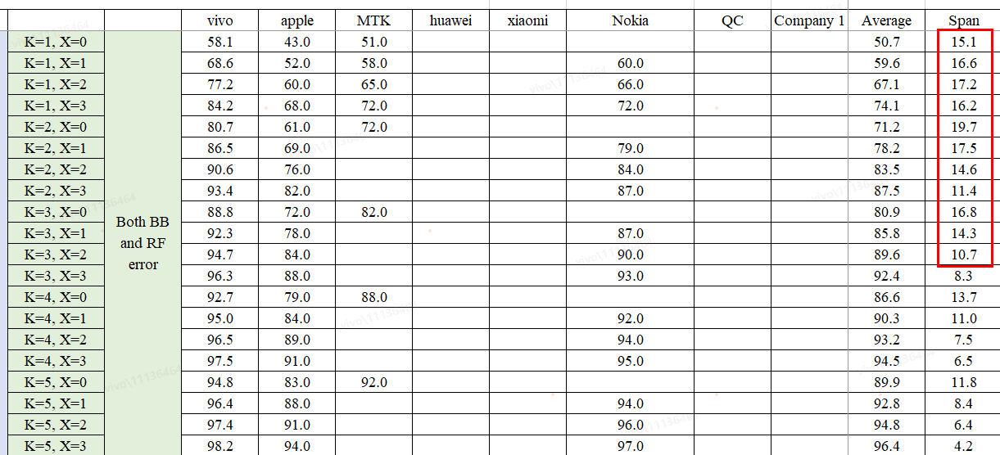 vivo apple MTK huawei xiaomi Nokia QC Company 1 Average Span
K=1, X=0 58.1 43.0 51.0 50.7 15.1
K=1, X=1 68.6 52.0 58.0 60.0 59.6 16.6
K=1, X=2 77.2 60.0 65.0 66.0 67.1 17.2
K=1, X=3 84.2 68.0 72.0 72.0 74.1 16.2
K=2, X=0 80.7 61.0 72.0 71.2 19.7
K=2, X=1 86.5 69.0 79.0 78.2 17.5
K=2, X=2 90.6 76.0 84.0 83.5 14.6
K=2, X=3 93.4 82.0 87.0 87.5 11.4
K=3, X=0 88.8 72.0 82.0 80.9 16.8
Both BB
and RF
error
K=3, X=1 92.3 78.0 87.0 85.8 14.3
K=3, X=2 94.7 84.0 90.0 89.6 10.7
K=3, X=3 96.3 88.0 93.0 92.4 8.3
K=4, X=0 92.7 79.0 88.0 86.6 13.7
K=4, X=1 95.0 84.0 92.0 90.3 11.0
K=4, X=2 96.5 89.0 94.0 93.2 7.5
K=4, X=3 97.5 91.0 95.0 94.5 6.5
K=5, X=0 94.8 83.0 92.0 89.9 11.8
K=5, X=1 96.4 88.0 94.0 92.8 8.4
K=5, X=2 97.4 91.0 96.0 94.8 6.4
K=5, X=3 98.2 94.0 97.0 96.4 4.2
vivo\11136464